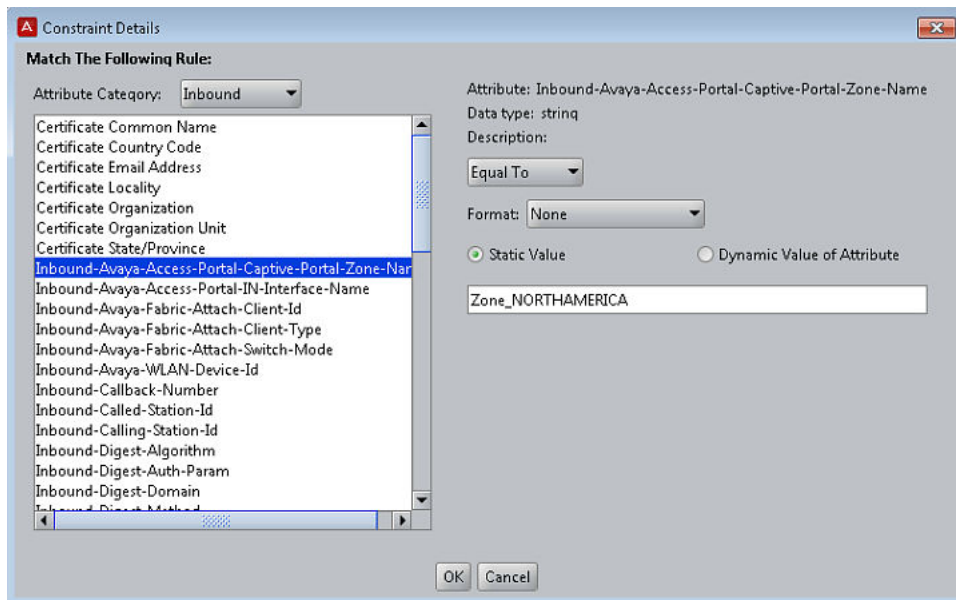 Constraint Details
Match The Following Rule:
Attribute Category: Inbound
Certificate Common Name
Certificate Country Code
Certificate Email Address
Certificate Locality
Certificate Organization
Certificate Organization Unit
Certificate State/Province
Inbound-Avaya-Access-Portal-Captive-Portal-Zone-Nar
Inbound-Avaya-Access-Portal-IN-Interface-Name
Inbound-Avaya-Fabric-Attach-Client-Id
Inbound-Avaya-Fabric-Attach-Client-Type
Inbound-Avaya-Fabric-Attach-Switch-Mode
Inbound-Avaya-WLAN-Device-Id
Inbound-Callback-Number
Inbound-Called-Station-Id
Inbound-Calling-Station-Id
Inbound-Digest-Algorithm
Inbound-Digest-Auth-Param
Inbound-Digest-Domain
Inbound-Digest-Method
Attribute: Inbound-Avaya-Access-Portal-Captive-Portal-Zone-Name
Data type: string
Description:
Equal To
Format: None
Static Value
Dynamic Value of Attribute
Zone_NORTHAMERICA
OK
Cancel